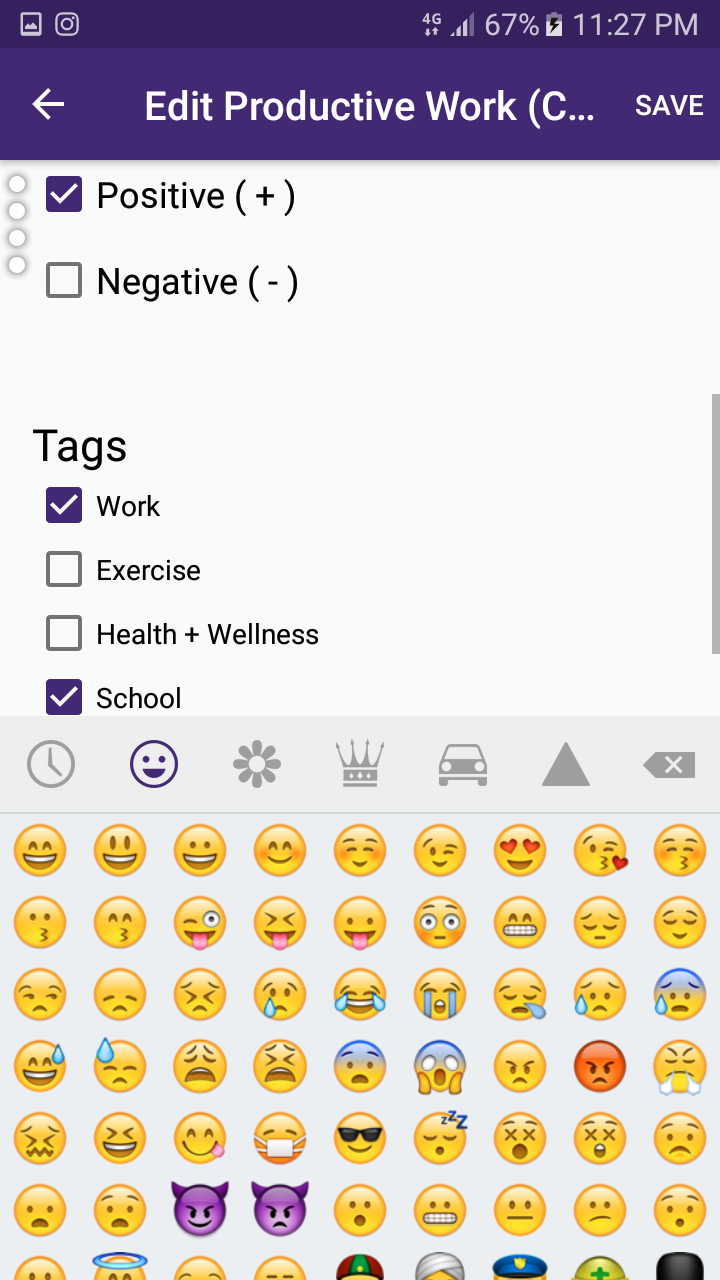 4G 67% 11:27 PM
Edit Productive Work (C... SAVE
Positive ( + )
Negative ( - )
Tags
Work
Exercise
Health + Wellness
School